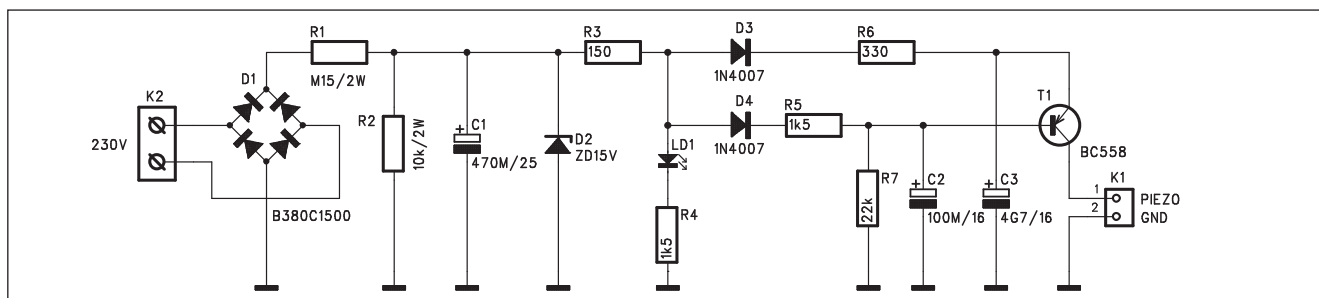 R1
M15/2W
D1
K2
230V
B380C1500
R2
10k/2W
C1
+
470M/25
D2
ZD15V
R3
150
D3
1N4007
R6
330
D4
1N4007
R5
1k5
LD1
R4
1k5
R7
22k
C2
+
100M/16
C3
+
4G7/16
T1
BC558
K1
1
PIEZO
2
GND